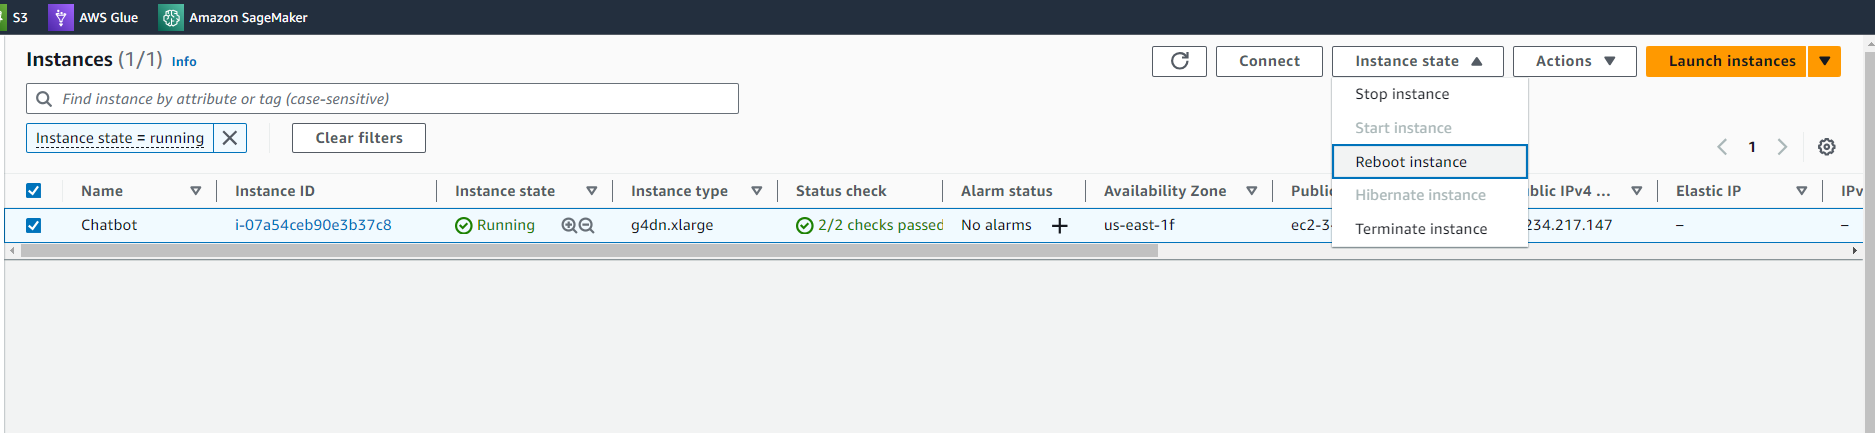 S3 AWS Glue Amazon SageMaker
Instances (1/1) Info
Connect Instance state Actions Launch instances
Find instance by attribute or tag (case-sensitive)
Stop instance
Start instance
Reboot instance
Hibernate instance
Terminate instance
Instance state = running Clear filters
1
Name Instance ID Instance state Instance type Status check Alarm status Availability Zone Public IPv4 ... Elastic IP
Chatbot i-07a54ceb90e3b37c8 Running g4dn.xlarge 2/2 checks passed No alarms + us-east-1f ec2-3 234.217.147 – –